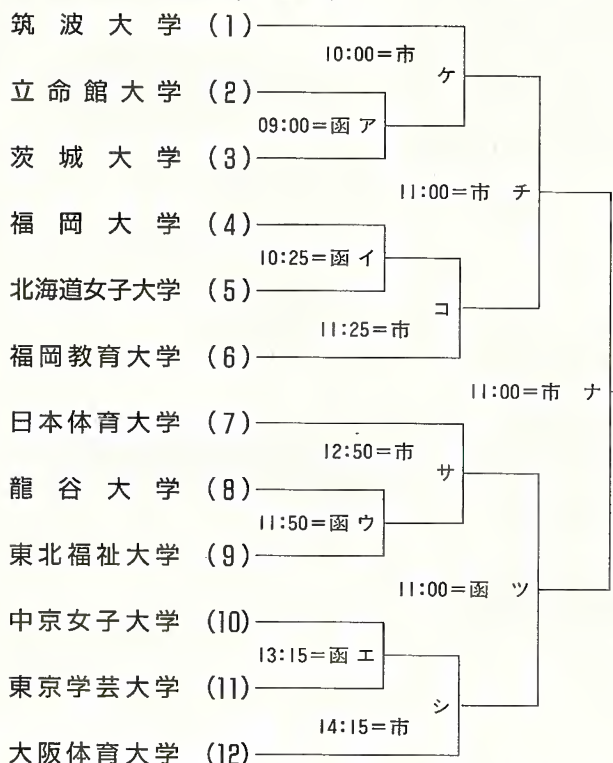 筑波大学 (1)
10:00=市 ケ
立命館大学 (2)
09:00=函 ア
茨城大学 (3)
11:00=市 チ
福岡大学 (4)
10:25=函 イ
北海道女子大学 (5)
コ
11:25=市
福岡教育大学 (6)
11:00=市 ナ
日本体育大学 (7)
12:50=市
サ
龍谷大学 (8)
11:50=函 ウ
東北福祉大学 (9)
11:00=函 ツ
中京女子大学 (10)
13:15=函 エ
東京学芸大学 (11)
シ
14:15=市
大阪体育大学 (12)